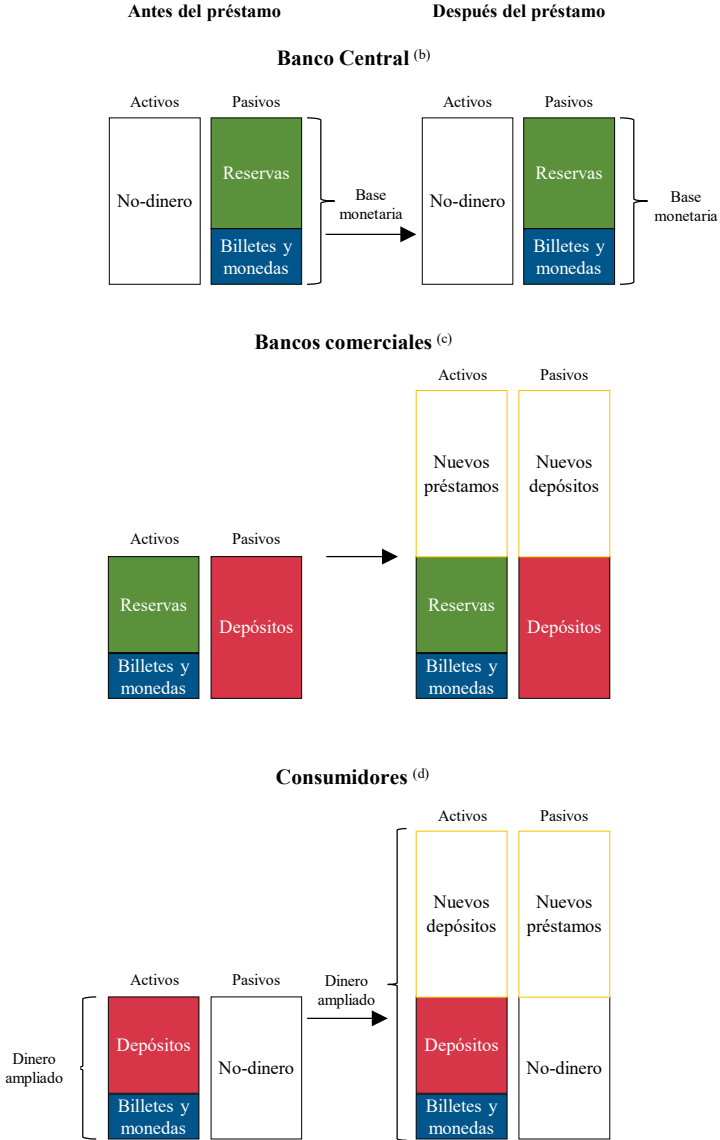 Antes del préstamo
Después del préstamo
Banco Central (b)
Activos
Pasivos
Activos
Pasivos
No-dinero
Reservas
Billetes y
monedas
Base
monetaria
No-dinero
Reservas
Billetes y
monedas
Base
monetaria
Bancos comerciales (c)
Activos
Pasivos
Nuevos
préstamos
Nuevos
depósitos
Activos
Pasivos
Reservas
Billetes y
monedas
Depósitos
Reservas
Billetes y
monedas
Depósitos
Consumidores (d)
Activos
Pasivos
Nuevos
depósitos
Nuevos
préstamos
Activos
Pasivos
Dinero
ampliado
Dinero
ampliado
Depósitos
Billetes y
monedas
No-dinero
Depósitos
Billetes y
monedas
No-dinero